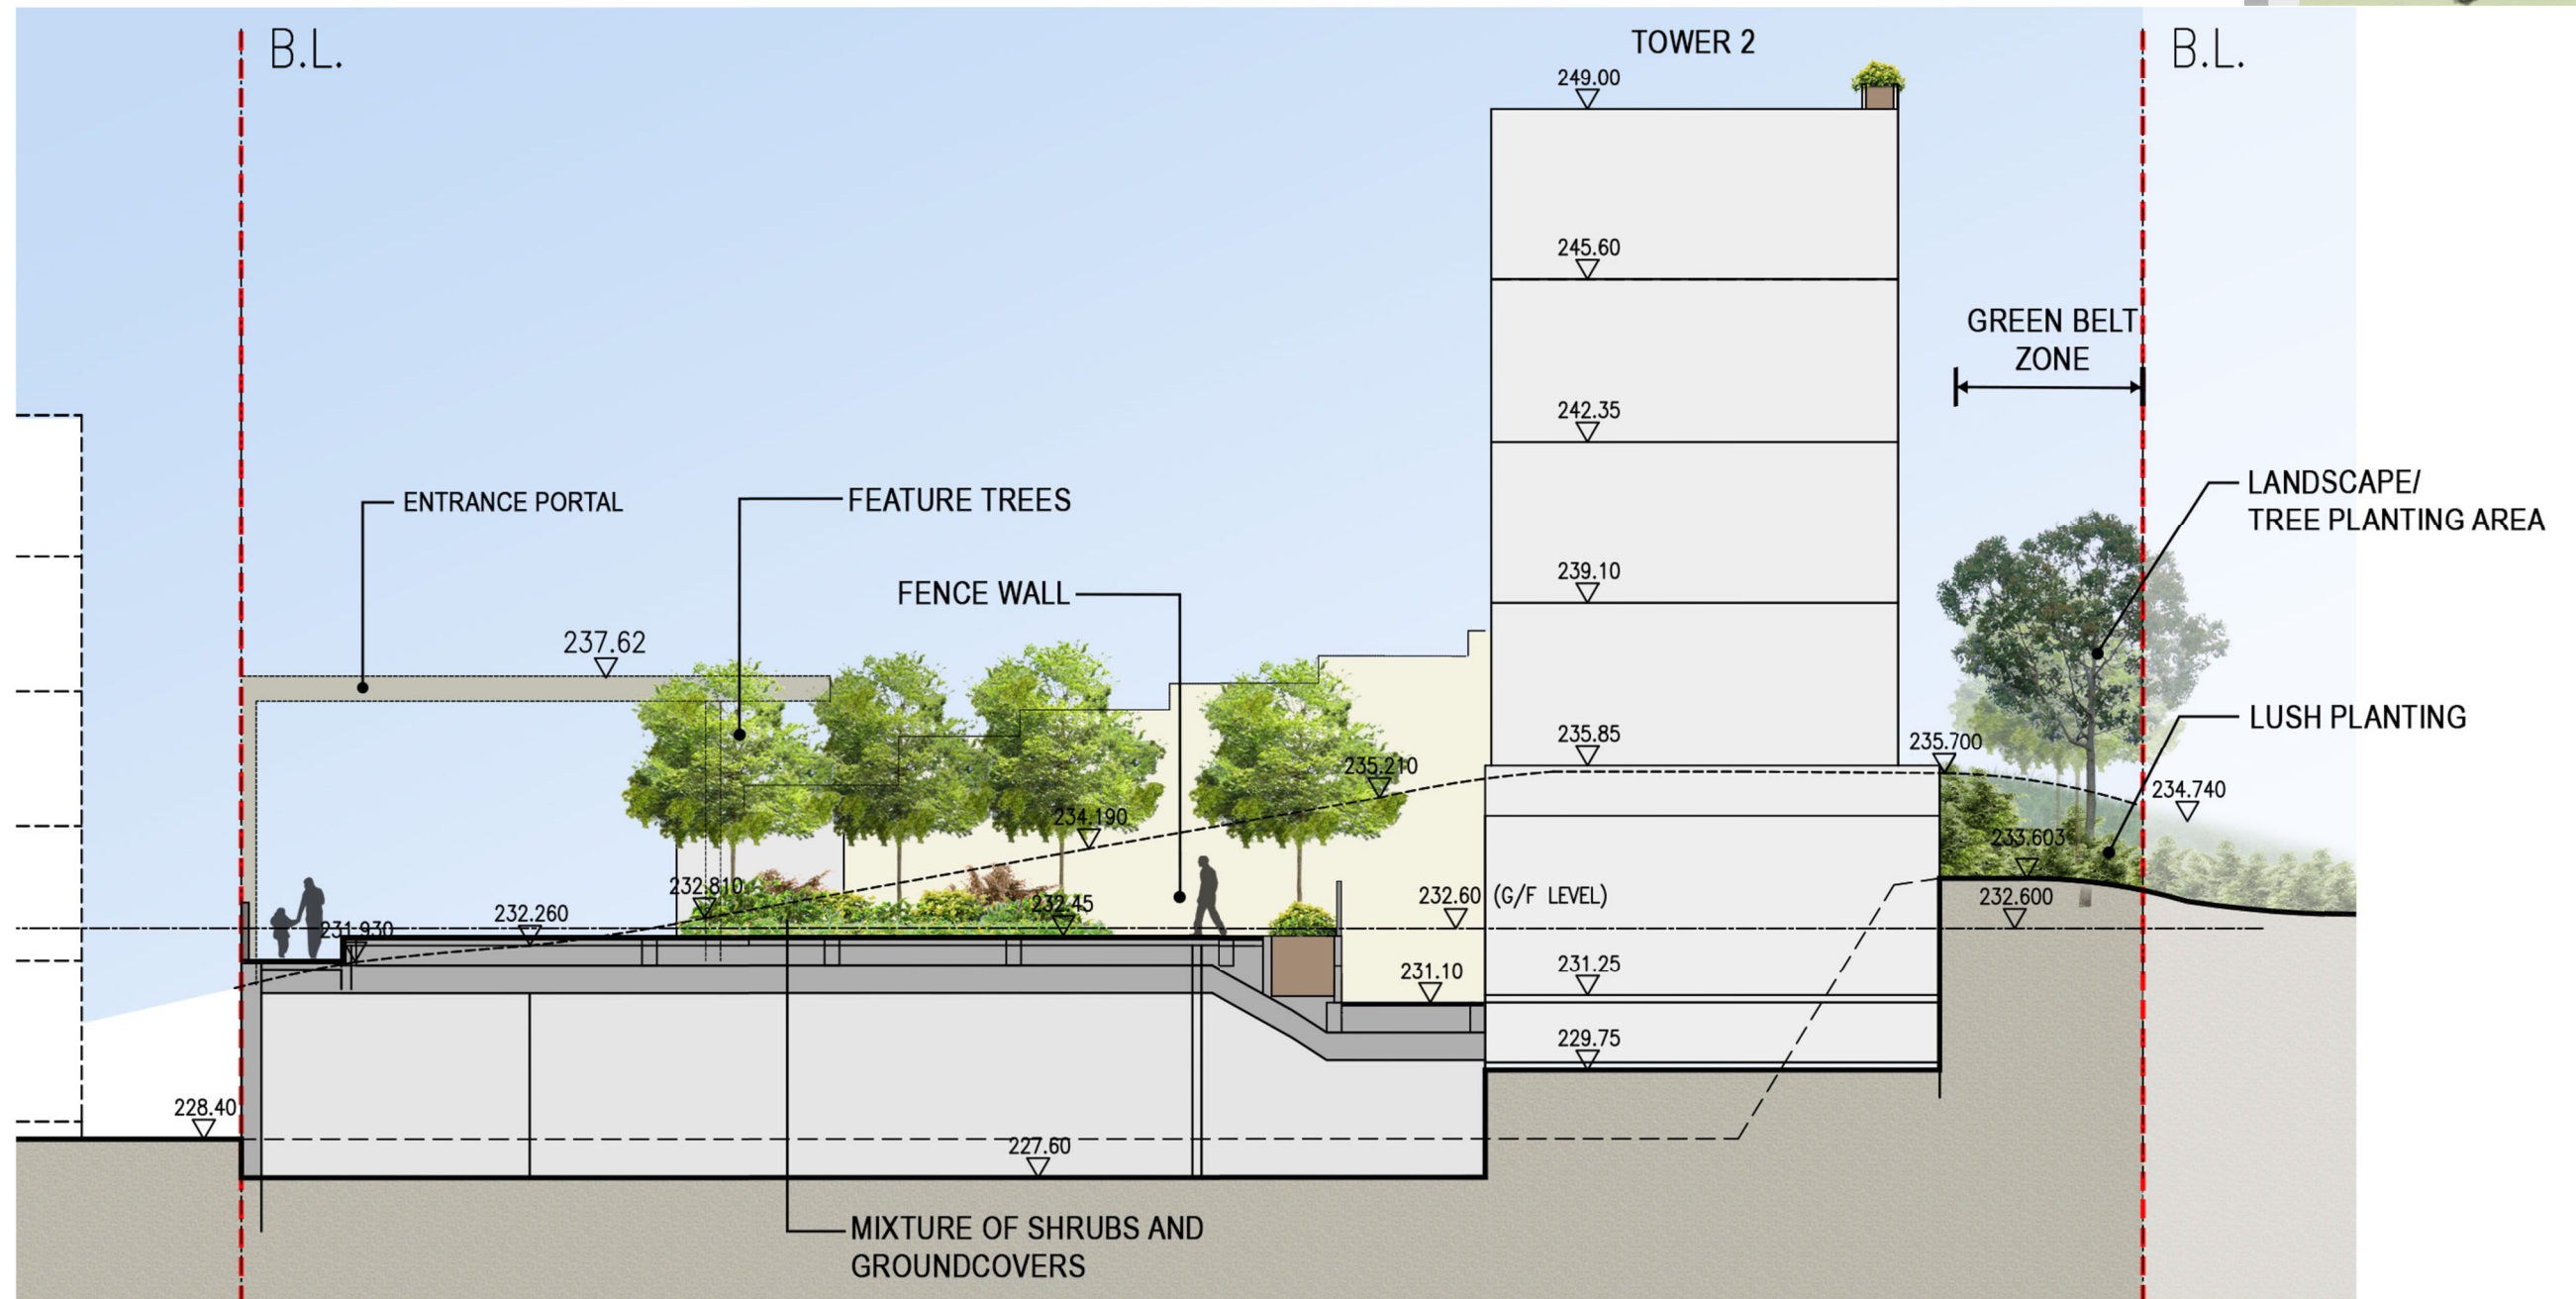 B.L.
TOWER 2
B.L.
249.00
245.60
GREEN BELT
ZONE
242.35
LANDSCAPE/
TREE PLANTING AREA
ENTRANCE PORTAL
FEATURE TREES
239.10
FENCE WALL
237.62
LUSH PLANTING
235.85
235.700
235.210
234.740
234.190
233.603
232.810
232.60 (G/F LEVEL)
232.600
232.45
232.260
231.930
231.10
231.25
229.75
228.40
227.60
MIXTURE OF SHRUBS AND
GROUNDCOVERS